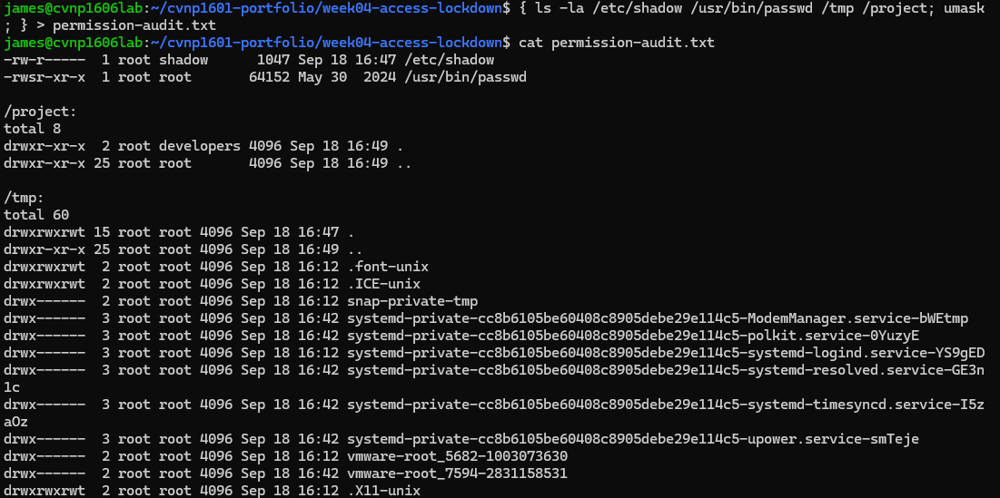 james@cvnp1606lab:~/cvnp1601-portfolio/week04-access-lockdown$ { ls -la /etc/shadow /usr/bin/passwd /tmp /project; umask
; } > permission-audit.txt
james@cvnp1606lab:~/cvnp1601-portfolio/week04-access-lockdown$ cat permission-audit.txt
-rw-r-----  1 root shadow      1047 Sep 18 16:47 /etc/shadow
-rwsr-xr-x  1 root root       64152 May 30  2024 /usr/bin/passwd

/project:
total 8
drwxr-xr-x  2 root developers 4096 Sep 18 16:49 .
drwxr-xr-x 25 root root       4096 Sep 18 16:49 ..

/tmp:
total 60
drwxrwxrwt 15 root root 4096 Sep 18 16:47 .
drwxr-xr-x 25 root root 4096 Sep 18 16:49 ..
drwxrwxrwt  2 root root 4096 Sep 18 16:12 .font-unix
drwxrwxrwt  2 root root 4096 Sep 18 16:12 .ICE-unix
drwx------  2 root root 4096 Sep 18 16:12 snap-private-tmp
drwx------  3 root root 4096 Sep 18 16:42 systemd-private-cc8b6105be60408c8905debe29e114c5-ModemManager.service-bWEtmp
drwx------  3 root root 4096 Sep 18 16:42 systemd-private-cc8b6105be60408c8905debe29e114c5-polkit.service-0YuzyE
drwx------  3 root root 4096 Sep 18 16:42 systemd-private-cc8b6105be60408c8905debe29e114c5-systemd-logind.service-YS9gED
drwx------  3 root root 4096 Sep 18 16:42 systemd-private-cc8b6105be60408c8905debe29e114c5-systemd-resolved.service-GE3n
1c
drwx------  3 root root 4096 Sep 18 16:42 systemd-private-cc8b6105be60408c8905debe29e114c5-systemd-timesyncd.service-I5z
aOz
drwx------  3 root root 4096 Sep 18 16:42 systemd-private-cc8b6105be60408c8905debe29e114c5-upower.service-smTeje
drwx------  2 root root 4096 Sep 18 16:12 vmware-root_5682-1003073630
drwx------  2 root root 4096 Sep 18 16:42 vmware-root_7594-2831158531
drwxrwxrwt  2 root root 4096 Sep 18 16:12 .X11-unix